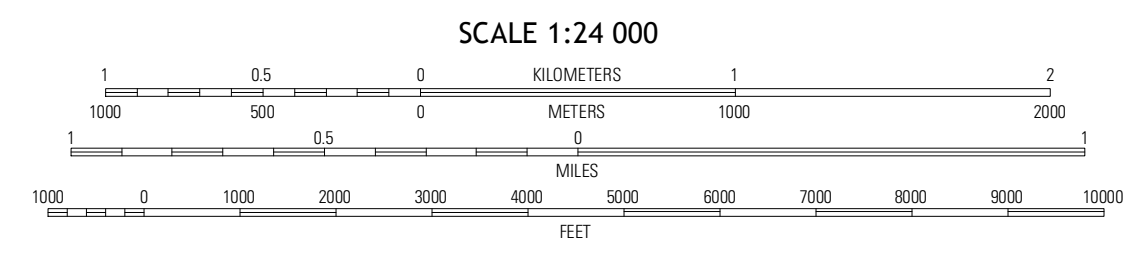 SCALE 1:24 000
1 0.5 0 KILOMETERS 1 2
1000 500 0 METERS 1000 2000
1 0.5 0 1
MILES
1000 0 1000 2000 3000 4000 5000 6000 7000 8000 9000 10000
FEET